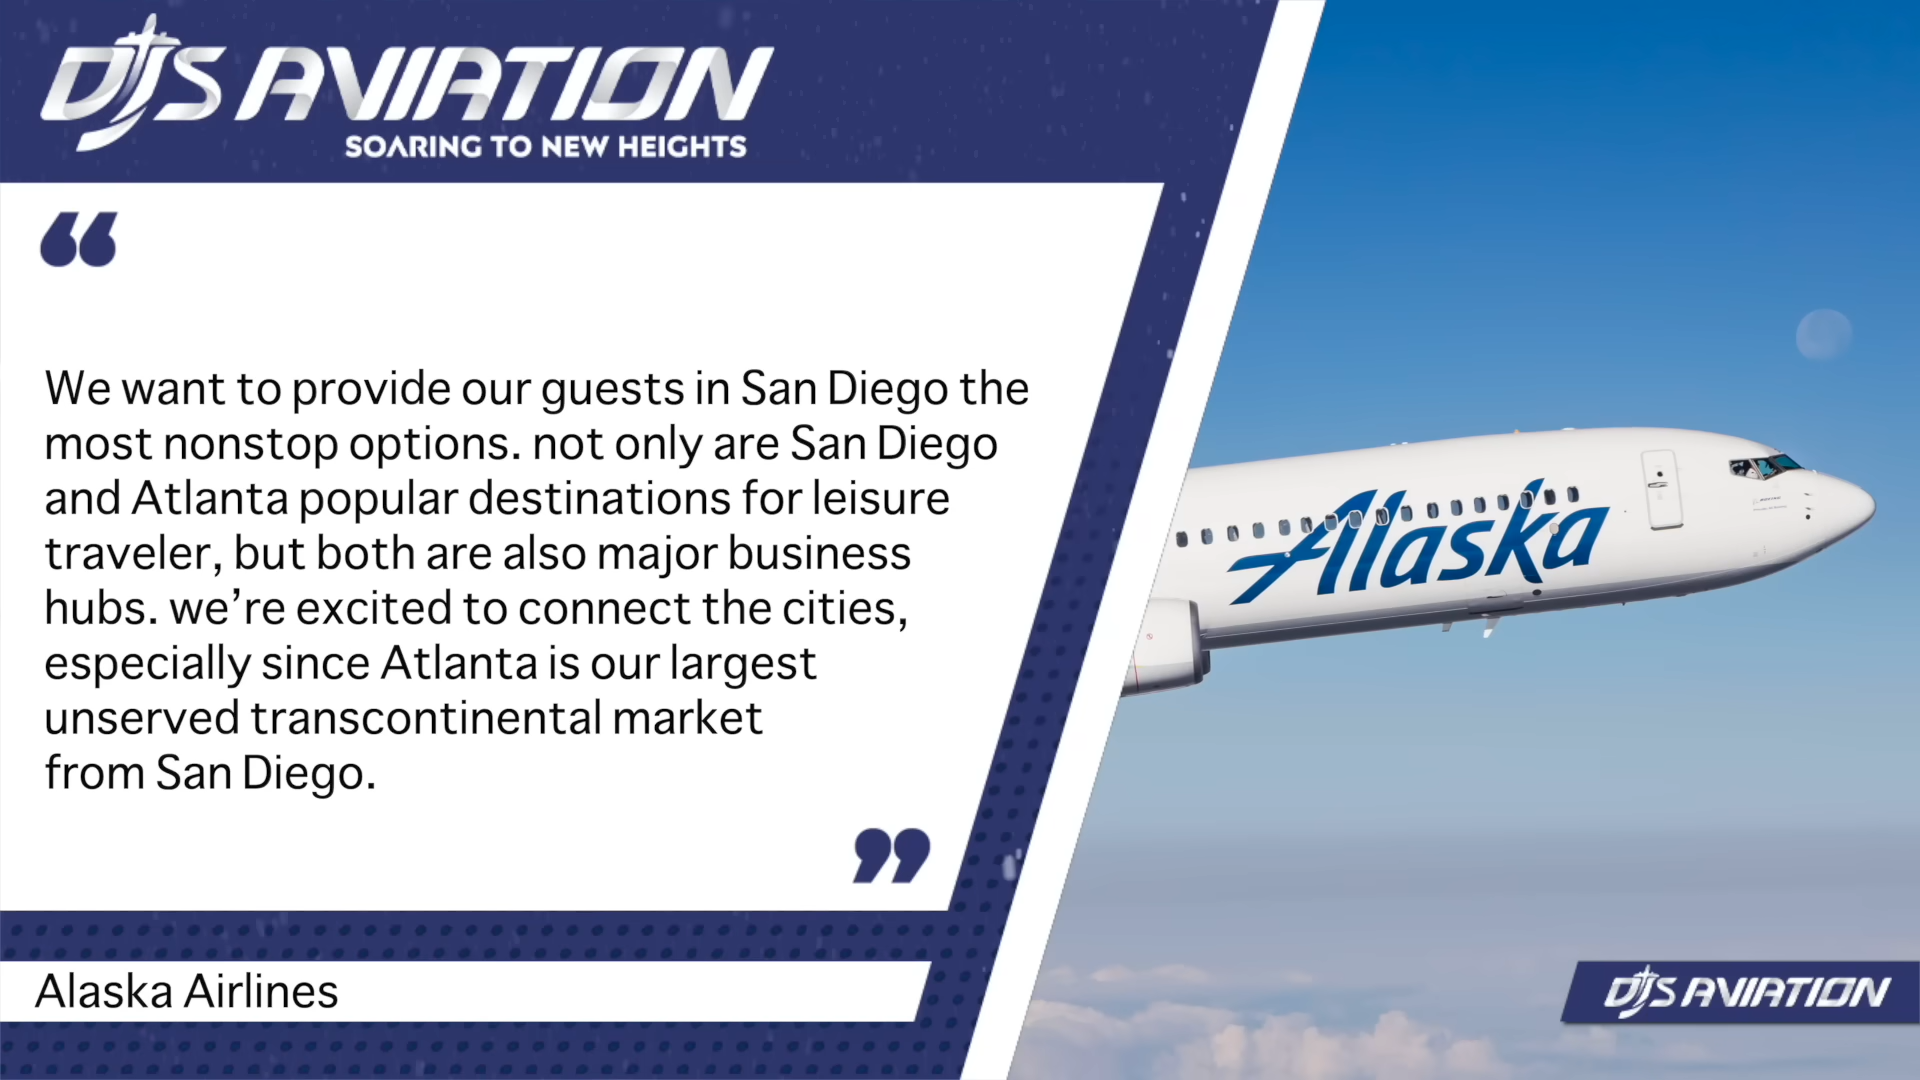 DJS AVIATION
SOARING TO NEW HEIGHTS
“
We want to provide our guests in San Diego the
most nonstop options. not only are San Diego
and Atlanta popular destinations for leisure
traveler, but both are also major business
hubs. we’re excited to connect the cities,
especially since Atlanta is our largest
unserved transcontinental market
from San Diego.
”
Alaska Airlines
Alaska
DJS AVIATION